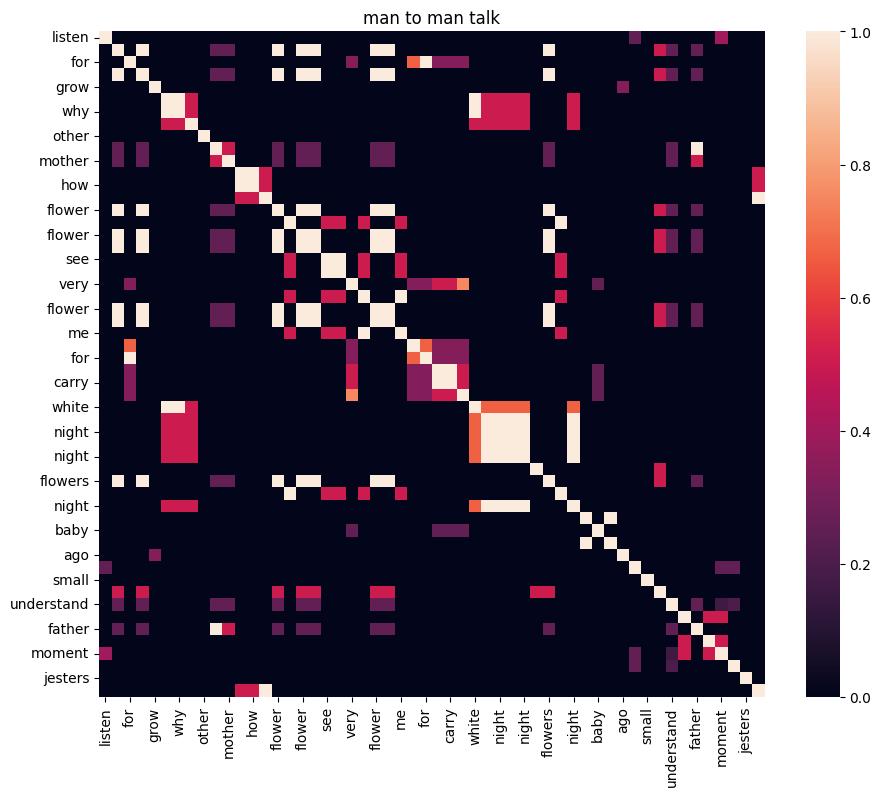 man to man talk
listen
for
grow
why
other
mother
how
flower
flower
see
very
flower
me
for
carry
white
night
night
flowers
night
baby
ago
small
understand
father
moment
jesters
1.0
0.8
0.6
0.4
0.2
0.0
listen
for
grow
why
other
mother
how
flower
flower
see
very
flower
me
for
carry
white
night
night
flowers
night
baby
ago
small
understand
father
moment
jesters